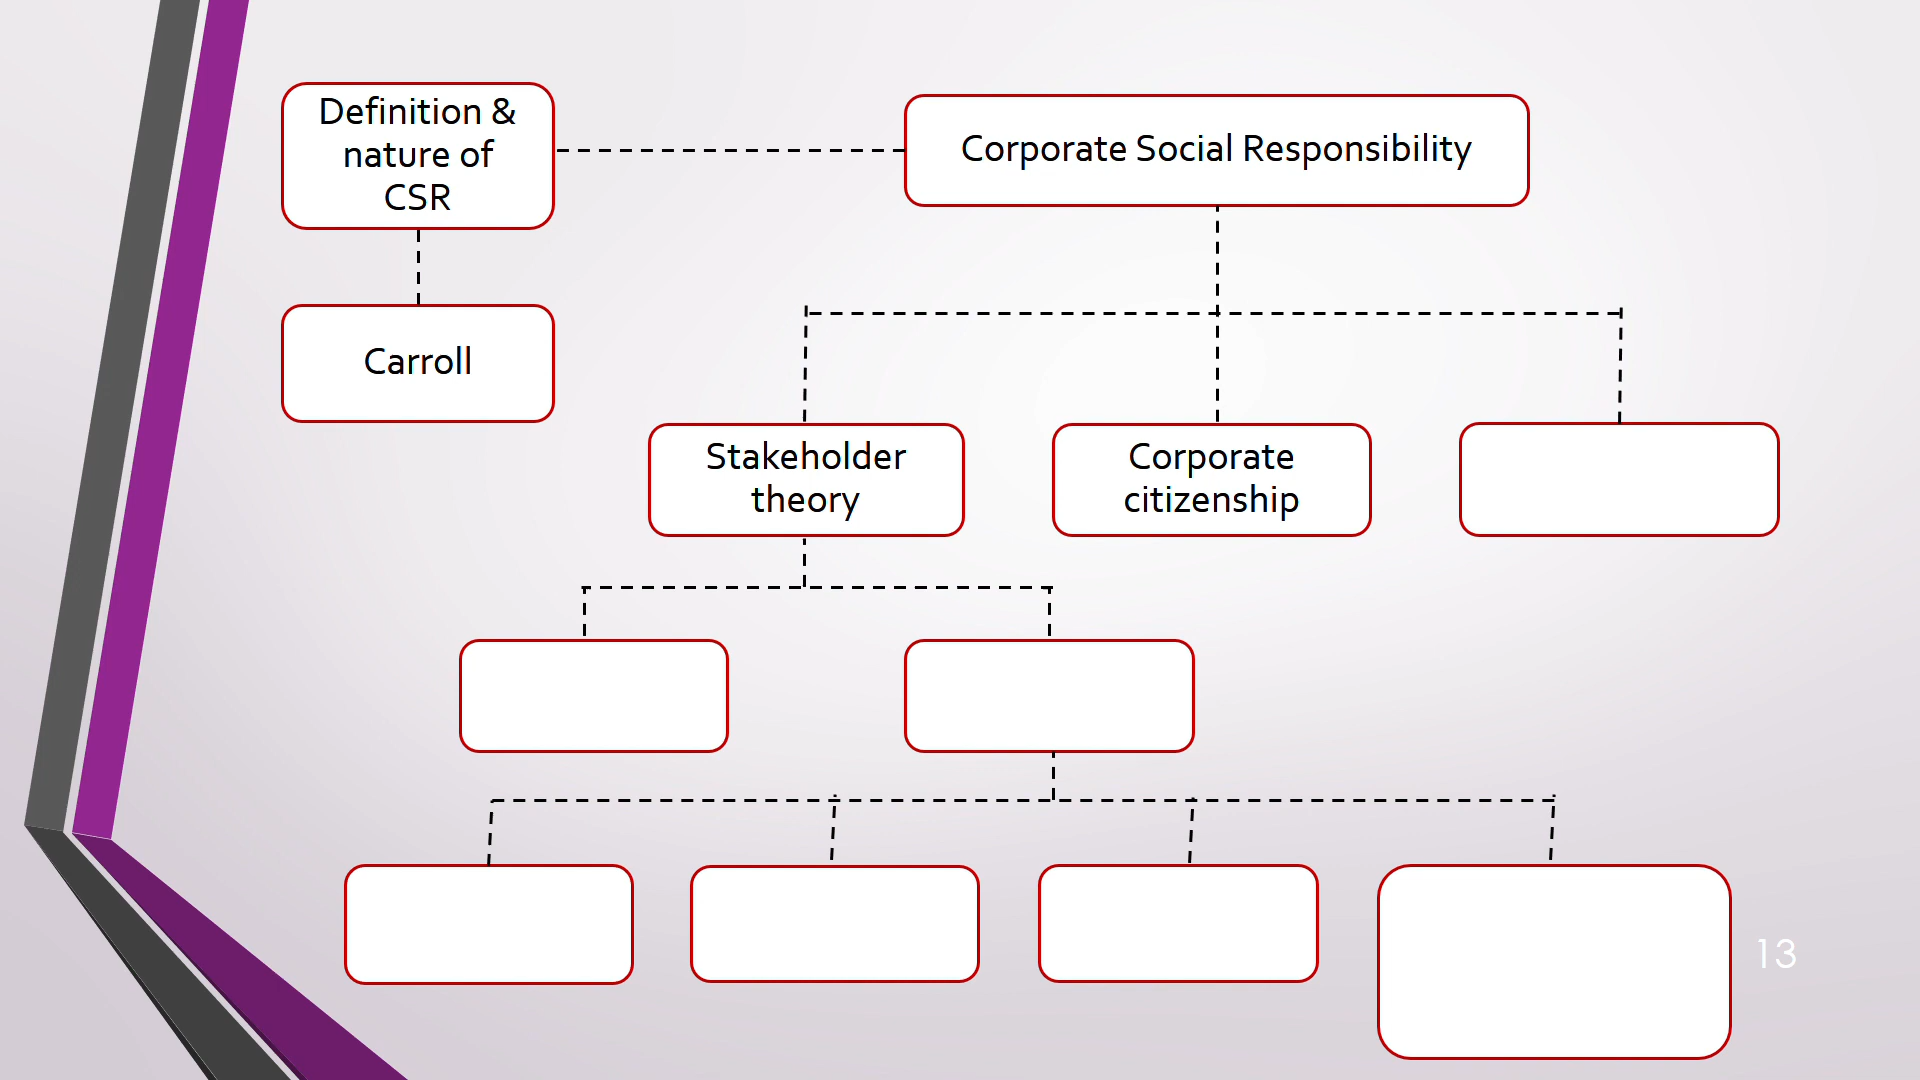 Definition &
nature of
CSR
Corporate Social Responsibility
Carroll
Stakeholder
theory
Corporate
citizenship
13